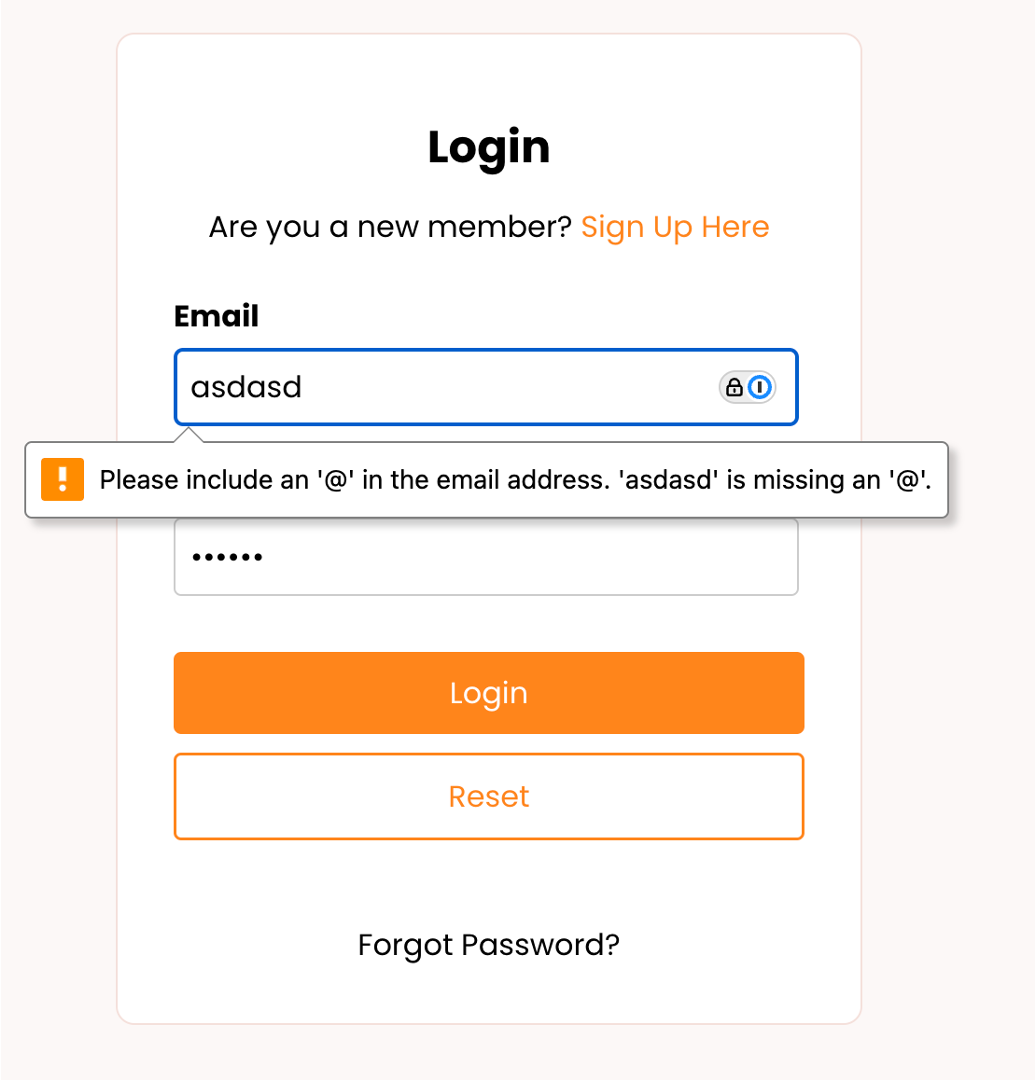 Login
Are you a new member? Sign Up Here
Email
asdasd
Please include an '@' in the email address. 'asdasd' is missing an '@'.
••••••
Login
Reset
Forgot Password?